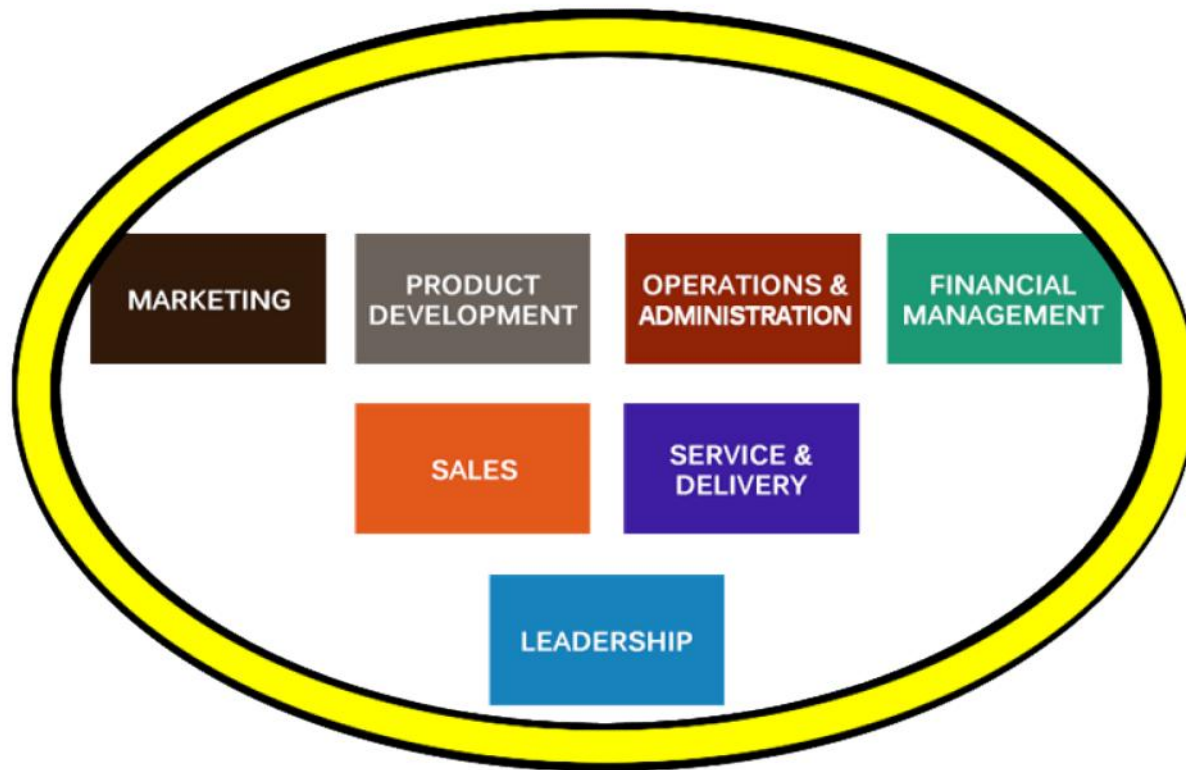 MARKETING
PRODUCT
DEVELOPMENT
OPERATIONS &
ADMINISTRATION
FINANCIAL
MANAGEMENT
SALES
SERVICE &
DELIVERY
LEADERSHIP